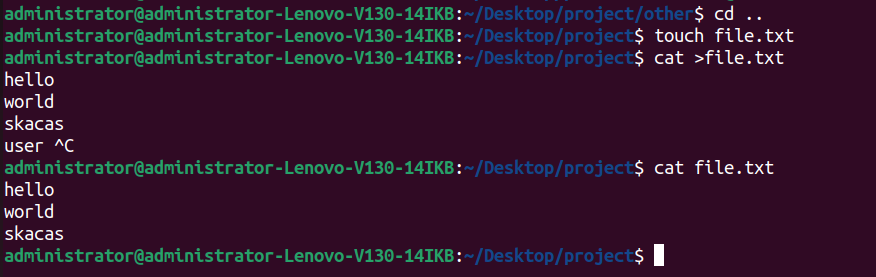 administrator@administrator-Lenovo-V130-14IKB:~/Desktop/project/other$ cd ..
administrator@administrator-Lenovo-V130-14IKB:~/Desktop/project$ touch file.txt
administrator@administrator-Lenovo-V130-14IKB:~/Desktop/project$ cat >file.txt
hello
world
skacas
user ^C
administrator@administrator-Lenovo-V130-14IKB:~/Desktop/project$ cat file.txt
hello
world
skacas
administrator@administrator-Lenovo-V130-14IKB:~/Desktop/project$